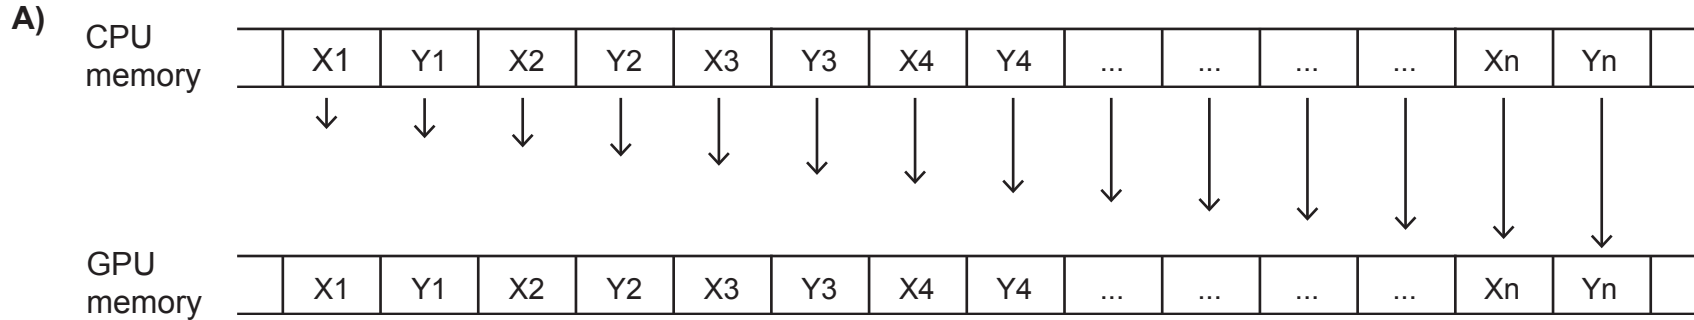 A)
CPU
memory
X1 Y1 X2 Y2 X3 Y3 X4 Y4 ... ... ... ... Xn Yn
GPU
memory
X1 Y1 X2 Y2 X3 Y3 X4 Y4 ... ... ... ... Xn Yn